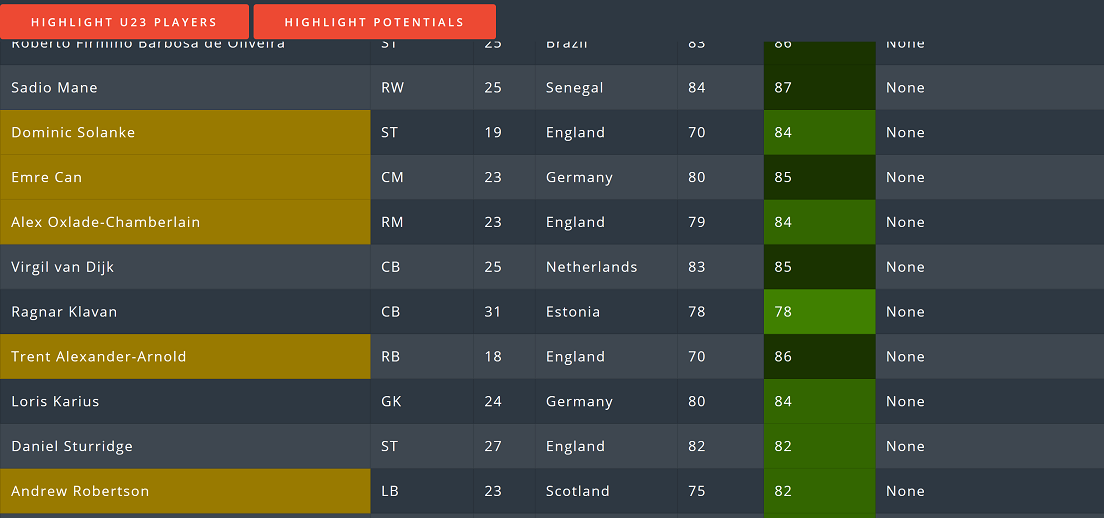 HIGHLIGHT U23 PLAYERS HIGHLIGHT POTENTIALS
Roberto Firmino Barbosa de Oliveira ST 25 Brazil 83 86 None
Sadio Mane RW 25 Senegal 84 87 None
Dominic Solanke ST 19 England 70 84 None
Emre Can CM 23 Germany 80 85 None
Alex Oxlade-Chamberlain RM 23 England 79 84 None
Virgil van Dijk CB 25 Netherlands 83 85 None
Ragnar Klavan CB 31 Estonia 78 78 None
Trent Alexander-Arnold RB 18 England 70 86 None
Loris Karius GK 24 Germany 80 84 None
Daniel Sturridge ST 27 England 82 82 None
Andrew Robertson LB 23 Scotland 75 82 None